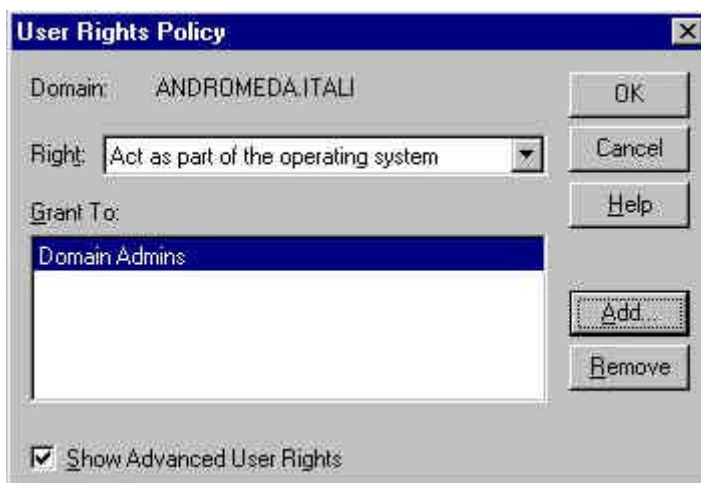 User Rights Policy
Domain: ANDROMEDA.ITALI
OK
Right: Act as part of the operating system
Cancel
Grant To:
Help
Domain Admins
Add...
Remove
Show Advanced User Rights